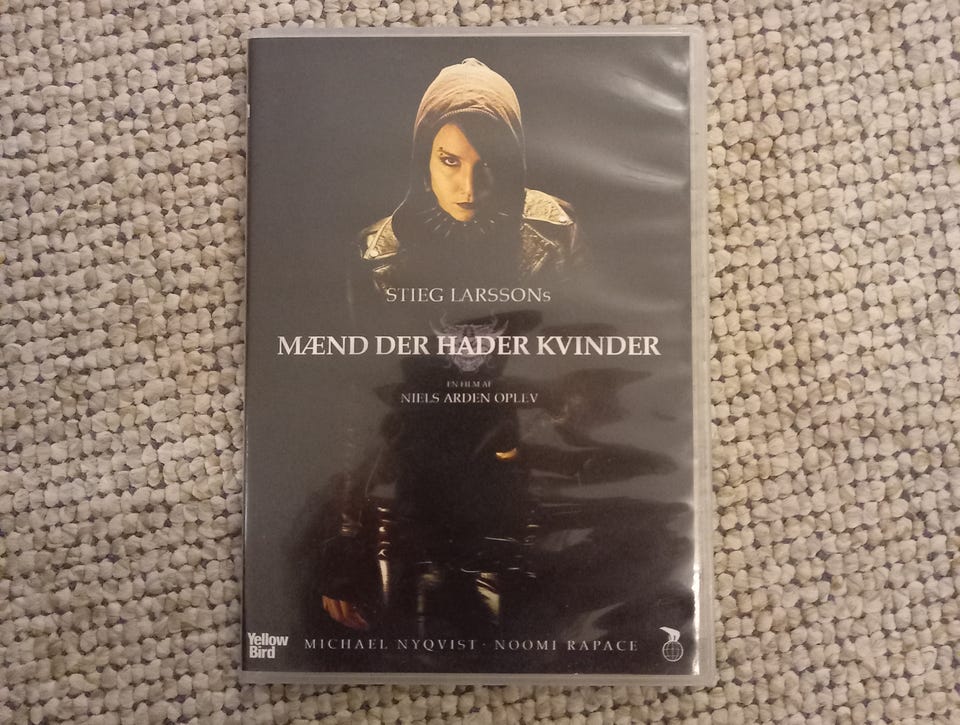 STIEG LARSSONs
MÆND DER HADER KVINDER
EN FILM AF
NIELS ARDEN OPLEV
Yellow
Bird
MICHAEL NYQVIST · NOOMI RAPACE